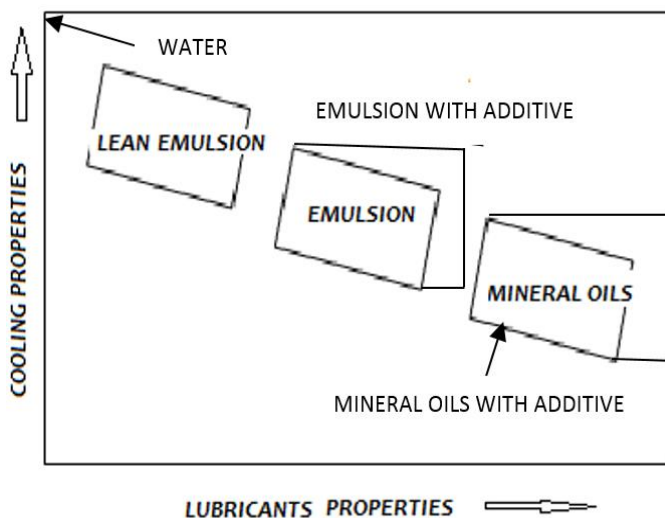 WATER
EMULSION WITH ADDITIVE
LEAN EMULSION
EMULSION
MINERAL OILS
MINERAL OILS WITH ADDITIVE
COOLING PROPERTIES
LUBRICANTS PROPERTIES